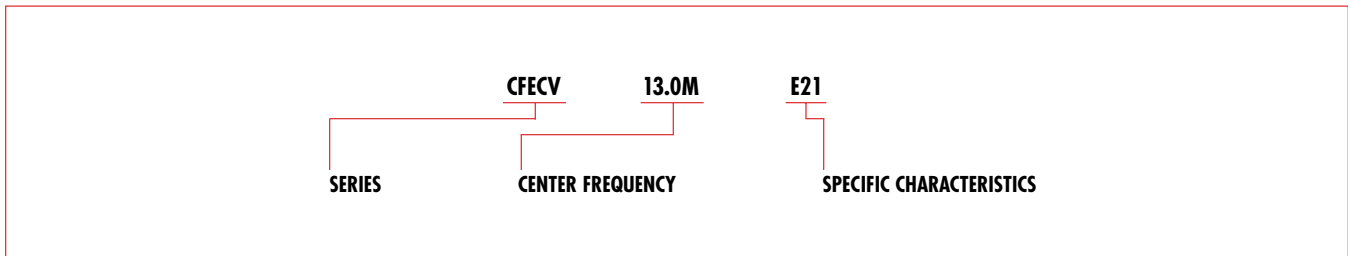 CFECV 13.0M E21
SERIES CENTER FREQUENCY SPECIFIC CHARACTERISTICS